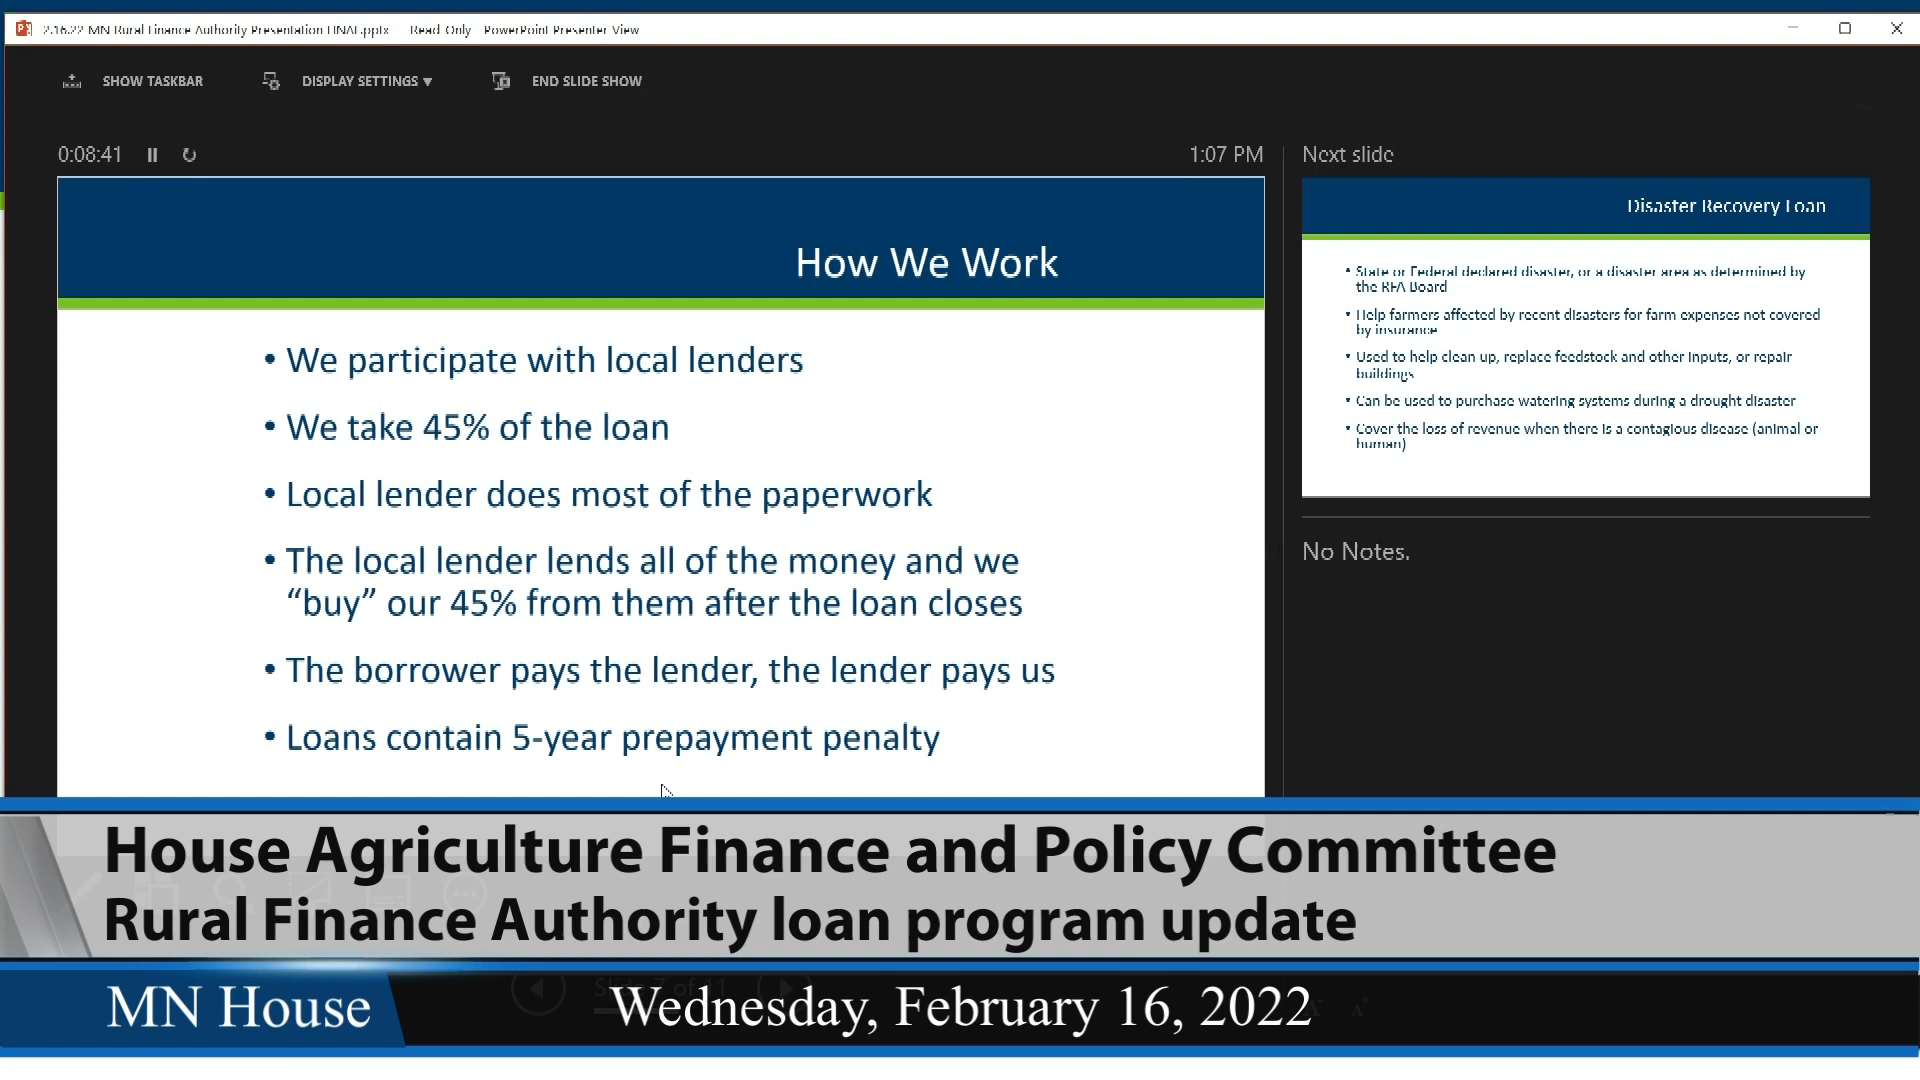 2.16.22 MN Rural Finance Authority Presentation FINAL.pptx - Read-Only - PowerPoint Presenter View
SHOW TASKBAR
DISPLAY SETTINGS ▼
END SLIDE SHOW
0:08:41
1:07 PM
Next slide
How We Work
• We participate with local lenders
• We take 45% of the loan
• Local lender does most of the paperwork
• The local lender lends all of the money and we
“buy” our 45% from them after the loan closes
• The borrower pays the lender, the lender pays us
• Loans contain 5-year prepayment penalty
Disaster Recovery Loan
• State or Federal declared disaster, or a disaster area as determined by
the RFA Board
• Help farmers affected by recent disasters for farm expenses not covered
by insurance
• Used to help clean up, replace feedstock and other inputs, or repair
buildings
• Can be used to purchase watering systems during a drought disaster
• Cover the loss of revenue when there is a contagious disease (animal or
human)
No Notes.
House Agriculture Finance and Policy Committee
Rural Finance Authority loan program update
MN House
Wednesday, February 16, 2022